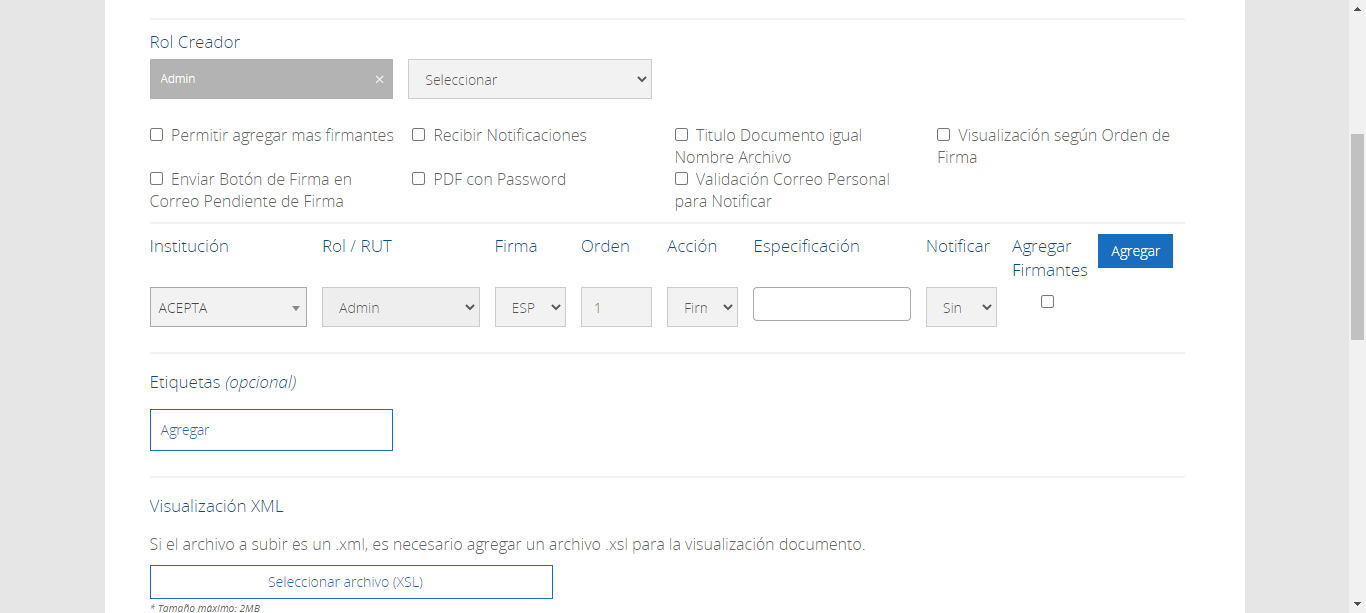 Rol Creador
Admin ×
Seleccionar
Permitir agregar mas firmantes
Recibir Notificaciones
Titulo Documento igual
Nombre Archivo
Visualización según Orden de
Firma
Enviar Botón de Firma en
Correo Pendiente de Firma
PDF con Password
Validación Correo Personal
para Notificar
Institución Rol / RUT Firma Orden Acción Especificación Notificar Agregar
Firmantes
Agregar
ACEPTA Admin ESP 1 Firn Sin
Etiquetas (opcional)
Agregar
Visualización XML
Si el archivo a subir es un .xml, es necesario agregar un archivo .xsl para la visualización documento.
Seleccionar archivo (XSL)
* Tamaño máximo: 2MB